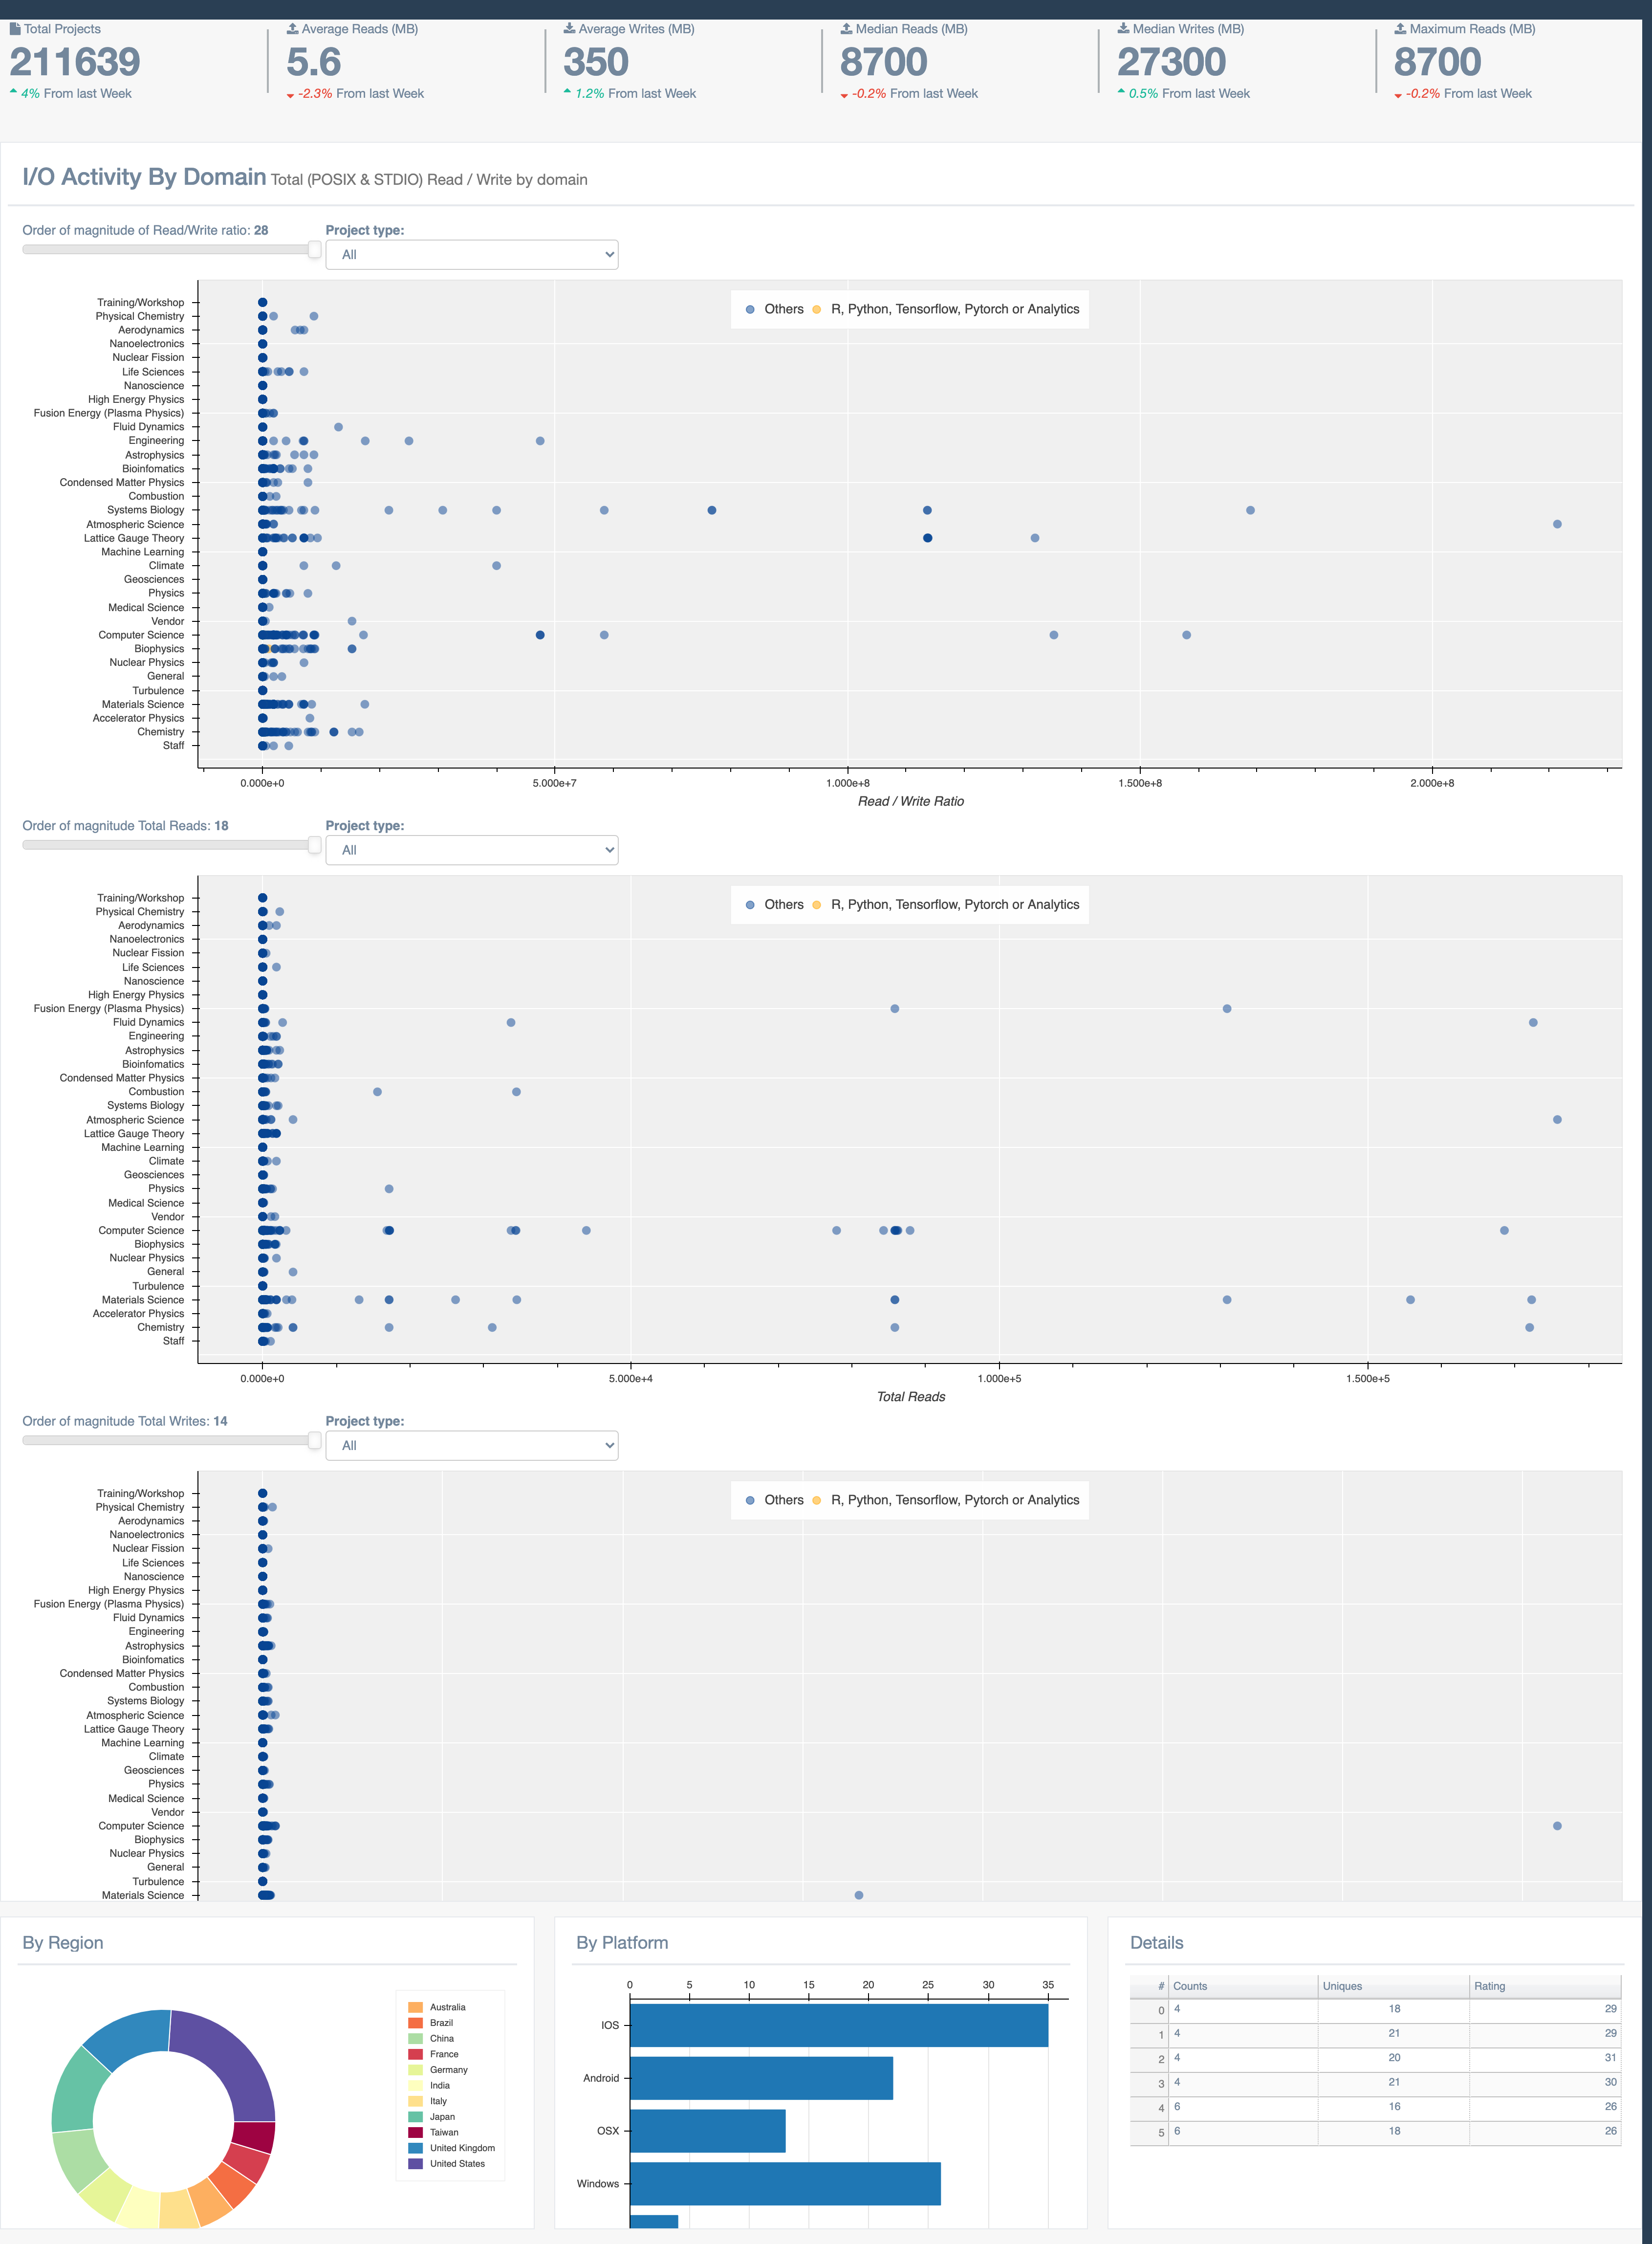 Total Projects
211639
4% From last Week
Average Reads (MB)
5.6
-2.3% From last Week
Average Writes (MB)
350
1.2% From last Week
Median Reads (MB)
8700
-0.2% From last Week
Median Writes (MB)
27300
0.5% From last Week
Maximum Reads (MB)
8700
-0.2% From last Week
I/O Activity By Domain Total (POSIX & STDIO) Read / Write by domain
Order of magnitude of Read/Write ratio: 28
Project type:
All
Others
R, Python, Tensorflow, Pytorch or Analytics
Training/Workshop
Physical Chemistry
Aerodynamics
Nanoelectronics
Nuclear Fission
Life Sciences
Nanoscience
High Energy Physics
Fusion Energy (Plasma Physics)
Fluid Dynamics
Engineering
Astrophysics
Bioinfomatics
Condensed Matter Physics
Combustion
Systems Biology
Atmospheric Science
Lattice Gauge Theory
Machine Learning
Climate
Geosciences
Physics
Medical Science
Vendor
Computer Science
Biophysics
Nuclear Physics
General
Turbulence
Materials Science
Accelerator Physics
Chemistry
Staff
0.000e+0 5.000e+7 1.000e+8 1.500e+8 2.000e+8
Read / Write Ratio
Order of magnitude Total Reads: 18
Project type:
All
Others
R, Python, Tensorflow, Pytorch or Analytics
Training/Workshop
Physical Chemistry
Aerodynamics
Nanoelectronics
Nuclear Fission
Life Sciences
Nanoscience
High Energy Physics
Fusion Energy (Plasma Physics)
Fluid Dynamics
Engineering
Astrophysics
Bioinfomatics
Condensed Matter Physics
Combustion
Systems Biology
Atmospheric Science
Lattice Gauge Theory
Machine Learning
Climate
Geosciences
Physics
Medical Science
Vendor
Computer Science
Biophysics
Nuclear Physics
General
Turbulence
Materials Science
Accelerator Physics
Chemistry
Staff
0.000e+0 5.000e+4 1.000e+5 1.500e+5
Total Reads
Order of magnitude Total Writes: 14
Project type:
All
Others
R, Python, Tensorflow, Pytorch or Analytics
Training/Workshop
Physical Chemistry
Aerodynamics
Nanoelectronics
Nuclear Fission
Life Sciences
Nanoscience
High Energy Physics
Fusion Energy (Plasma Physics)
Fluid Dynamics
Engineering
Astrophysics
Bioinfomatics
Condensed Matter Physics
Combustion
Systems Biology
Atmospheric Science
Lattice Gauge Theory
Machine Learning
Climate
Geosciences
Physics
Medical Science
Vendor
Computer Science
Biophysics
Nuclear Physics
General
Turbulence
Materials Science
By Region
Australia
Brazil
China
France
Germany
India
Italy
Japan
Taiwan
United Kingdom
United States
By Platform
0 5 10 15 20 25 30 35
IOS
Android
OSX
Windows
Details
# Counts Uniques Rating
0 4 18 29
1 4 21 29
2 4 20 31
3 4 21 30
4 6 16 26
5 6 18 26